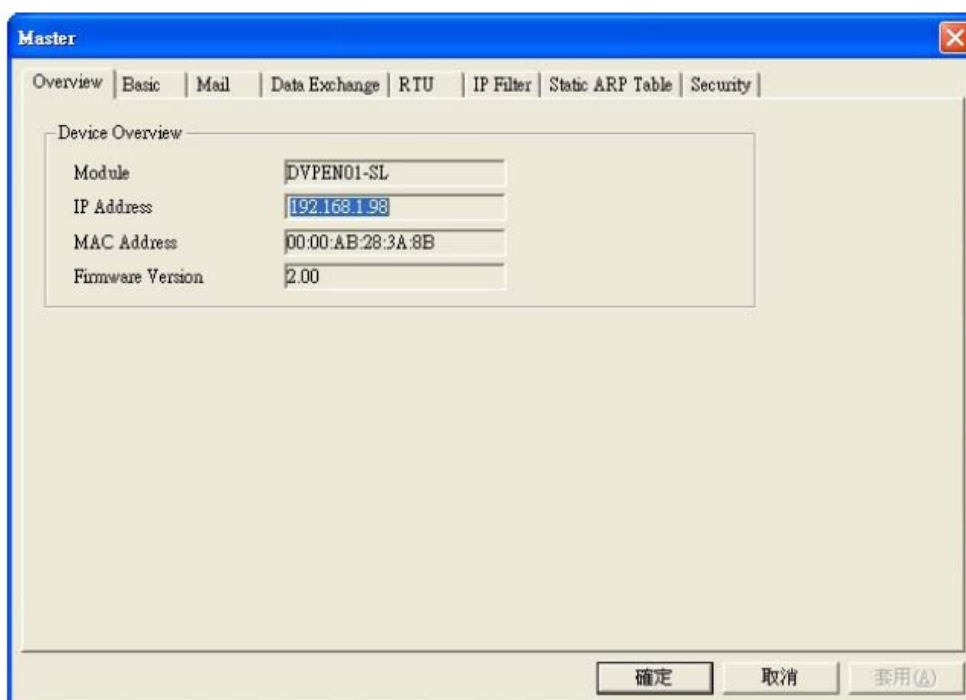 Master
Overview Basic Mail Data Exchange RTU IP Filter Static ARP Table Security
Device Overview
Module DVPEN01-SL
IP Address 192.168.1.98
MAC Address 00:00:AB:28:3A:8B
Firmware Version 2.00
確定 取消 套用(A)